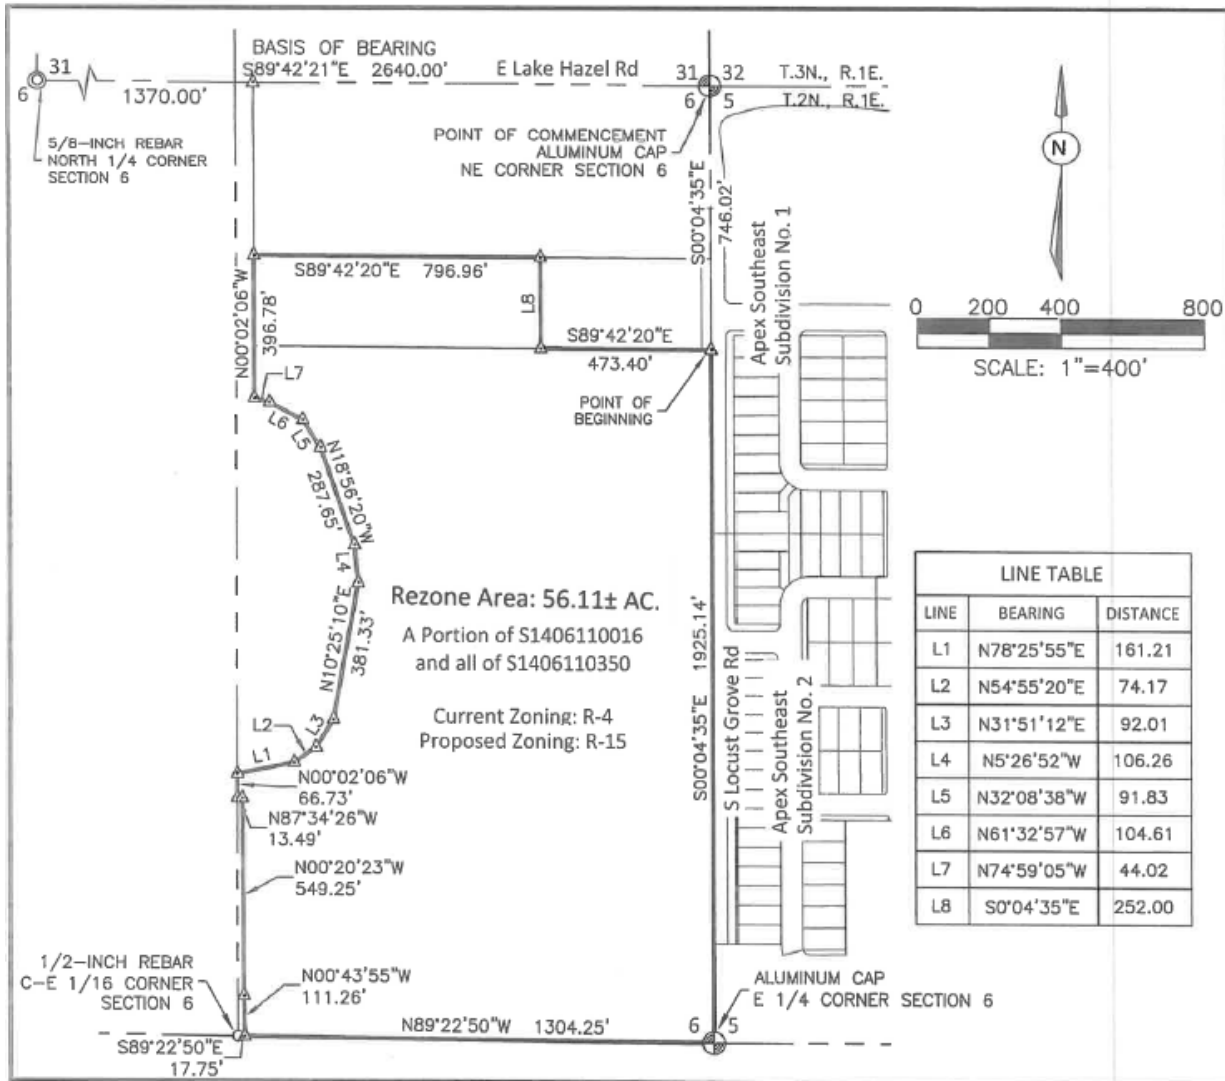 BASIS OF BEARING
S89°42'21"E 2640.00'
E Lake Hazel Rd
31
6
1370.00'
31 32
6 5
T.3N., R.1E.
T.2N., R.1E.
5/8-INCH REBAR
NORTH 1/4 CORNER
SECTION 6
POINT OF COMMENCEMENT
ALUMINUM CAP
NE CORNER SECTION 6
N
S00°04'35"E
746.02'
Apex Southeast
Subdivision No. 1
S89°42'20"E 796.96'
N00°02'06"W
396.78'
L8
S89°42'20"E
473.40'
0 200 400 800
SCALE: 1"=400'
POINT OF
BEGINNING
L7
L6
L5
N18°56'20"W
287.65'
L4
N10°25'10"E
381.33'
Rezone Area: 56.11± AC.
A Portion of S1406110016
and all of S1406110350
Current Zoning: R-4
Proposed Zoning: R-15
S00°04'35"E 1925.14'
S Locust Grove Rd
Apex Southeast
Subdivision No. 2
LINE TABLE
LINE BEARING DISTANCE
L1 N78°25'55"E 161.21
L2 N54°55'20"E 74.17
L3 N31°51'12"E 92.01
L4 N5°26'52"W 106.26
L5 N32°08'38"W 91.83
L6 N61°32'57"W 104.61
L7 N74°59'05"W 44.02
L8 S0°04'35"E 252.00
L3
L2
L1
N00°02'06"W
66.73'
N87°34'26"W
13.49'
N00°20'23"W
549.25'
1/2-INCH REBAR
C-E 1/16 CORNER
SECTION 6
N00°43'55"W
111.26'
ALUMINUM CAP
E 1/4 CORNER SECTION 6
N89°22'50"W 1304.25'
6 5
S89°22'50"E
17.75'